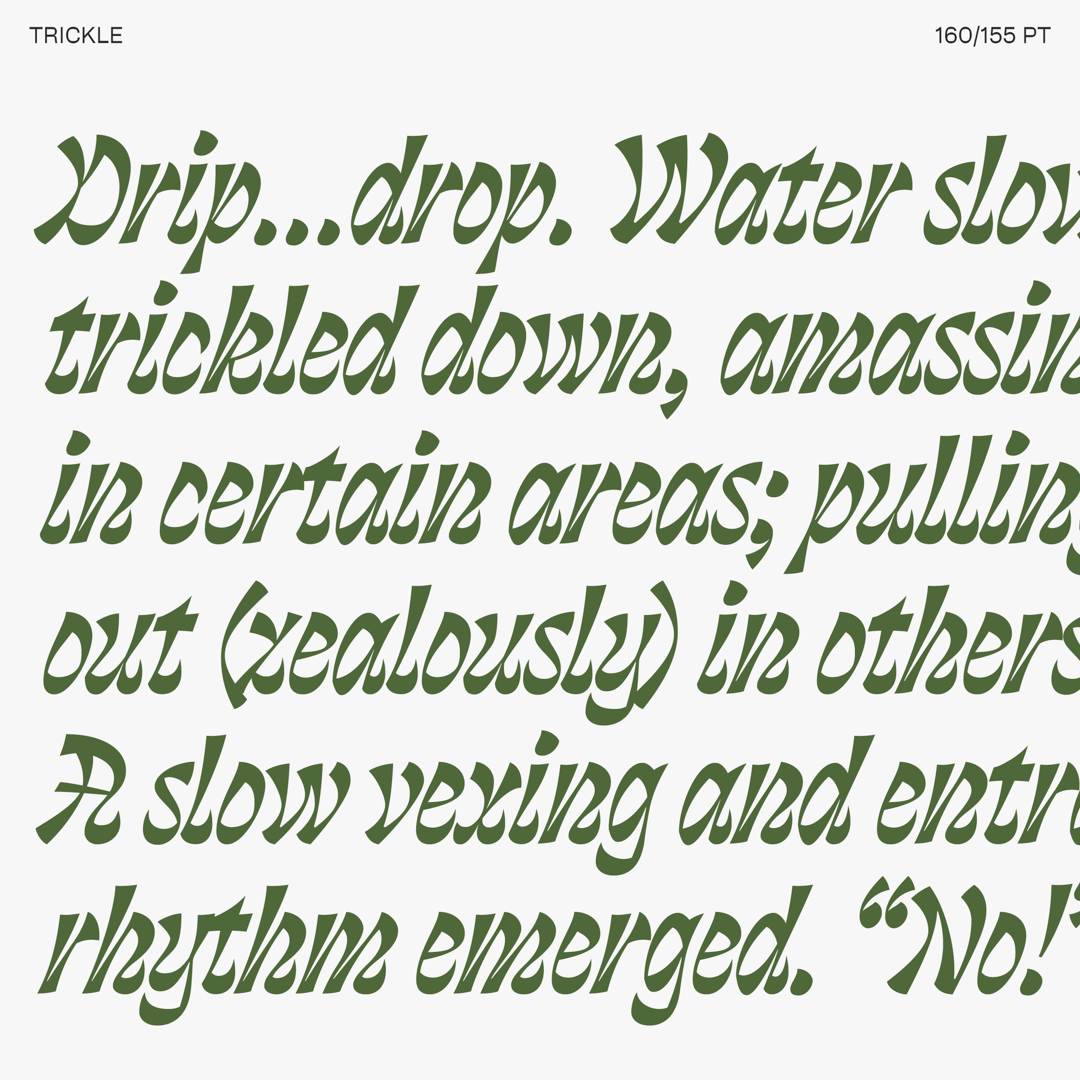 TRICKLE
160/155 PT
Drip...drop. Water slow
trickled down, amassin
in certain areas; pulling
out (zealously) in others
A slow vexing and entr
rhythm emerged. “No!”